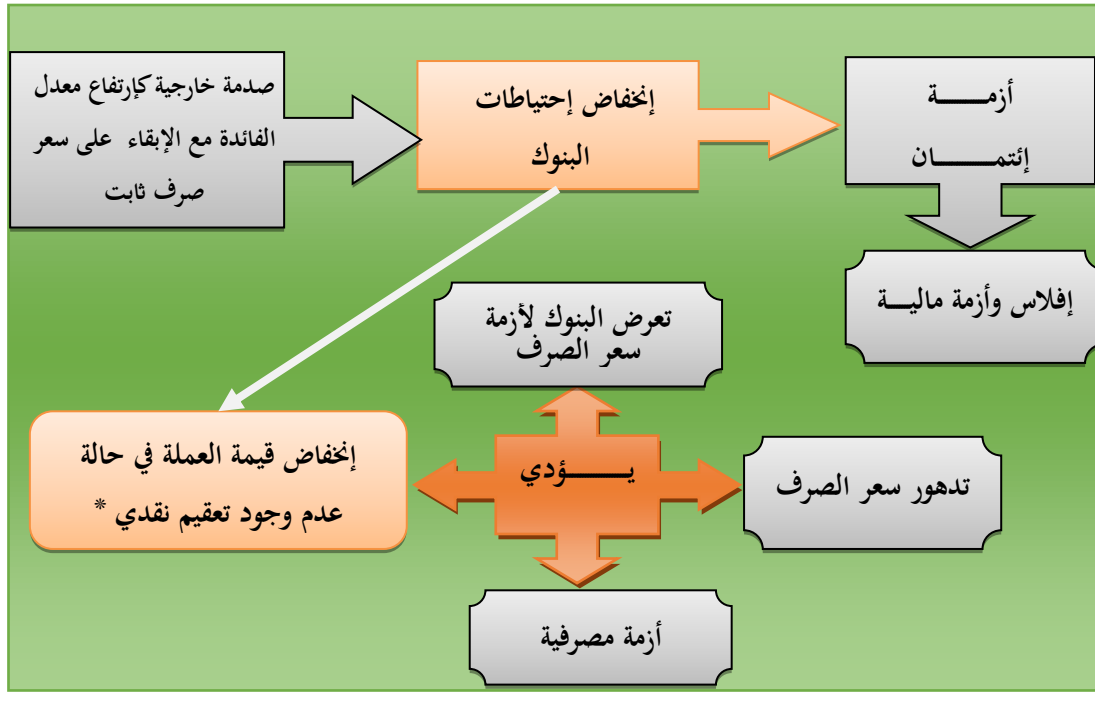 صدمة خارجية كإرتفاع معدل
الفائدة مع الإبقاء على سعر
صرف ثابت
إنخفاض إحتياطات
البنوك
أزمـــــة
إئتمـــــان
إفلاس وأزمة ماليـــة
تعرض البنوك لأزمة
سعر الصرف
إنخفاض قيمة العملة في حالة
عدم وجود تعقيم نقدي *
يـــــؤدي
تدهور سعر الصرف
أزمة مصرفية